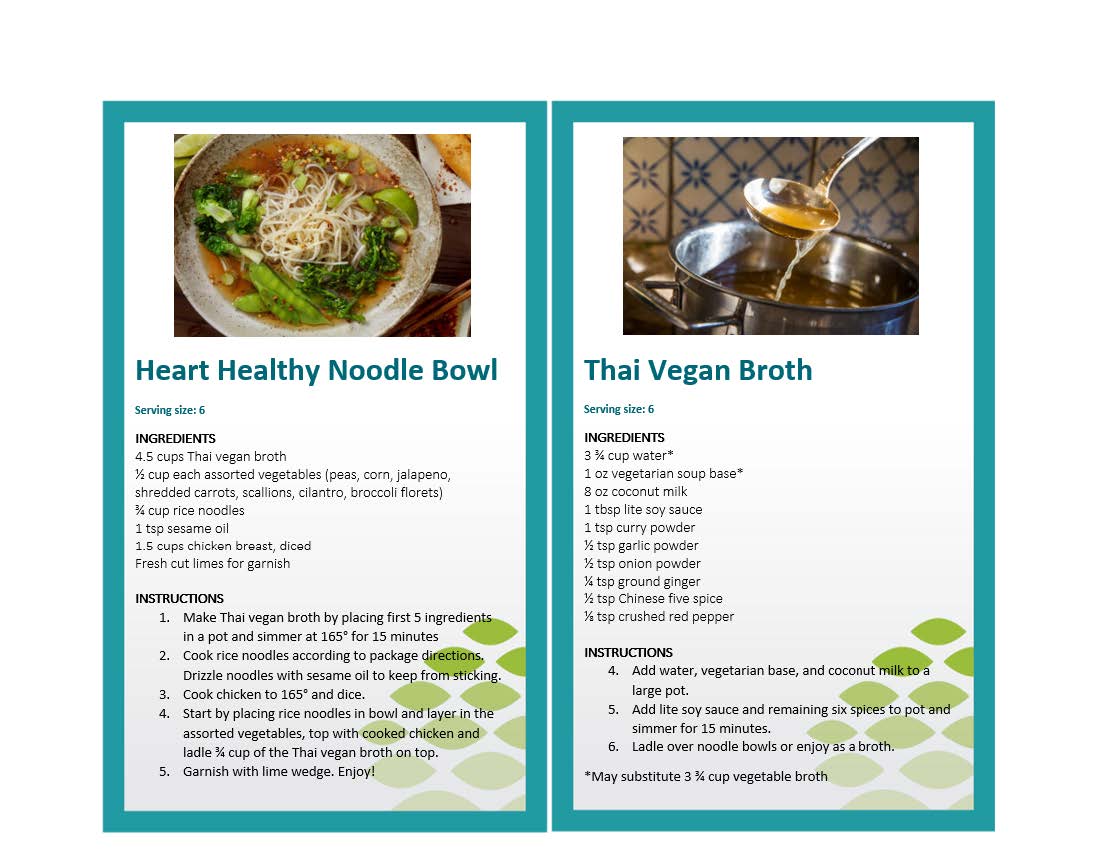 Heart Healthy Noodle Bowl
Serving size: 6
INGREDIENTS
4.5 cups Thai vegan broth
½ cup each assorted vegetables (peas, corn, jalapeno,
shredded carrots, scallions, cilantro, broccoli florets)
¾ cup rice noodles
1 tsp sesame oil
1.5 cups chicken breast, diced
Fresh cut limes for garnish
INSTRUCTIONS
1. Make Thai vegan broth by placing first 5 ingredients
in a pot and simmer at 165° for 15 minutes
2. Cook rice noodles according to package directions.
Drizzle noodles with sesame oil to keep from sticking.
3. Cook chicken to 165° and dice.
4. Start by placing rice noodles in bowl and layer in the
assorted vegetables, top with cooked chicken and
ladle ¾ cup of the Thai vegan broth on top.
5. Garnish with lime wedge. Enjoy!
Thai Vegan Broth
Serving size: 6
INGREDIENTS
3 ¾ cup water*
1 oz vegetarian soup base*
8 oz coconut milk
1 tbsp lite soy sauce
1 tsp curry powder
½ tsp garlic powder
½ tsp onion powder
¼ tsp ground ginger
½ tsp Chinese five spice
⅛ tsp crushed red pepper
INSTRUCTIONS
4. Add water, vegetarian base, and coconut milk to a
large pot.
5. Add lite soy sauce and remaining six spices to pot and
simmer for 15 minutes.
6. Ladle over noodle bowls or enjoy as a broth.
*May substitute 3 ¾ cup vegetable broth